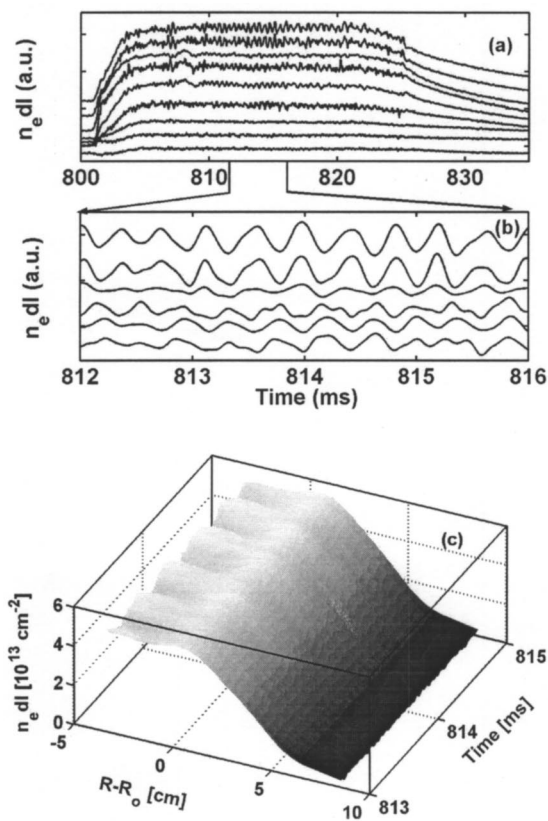 (a)
n_e dl (a.u.)
800 810 820 830
(b)
n_e dl (a.u.)
812 813 814 815 816
Time (ms)
(c)
n_e dl [10^13 cm^-2]
6
4
2
0
-5 0 5 10
R-R_o [cm]
813 814 815
Time [ms]